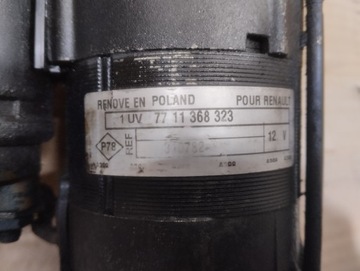 RENOVE EN POLAND POUR RENAULT
1 UV 77 11 368 323
P78 REF 12 V